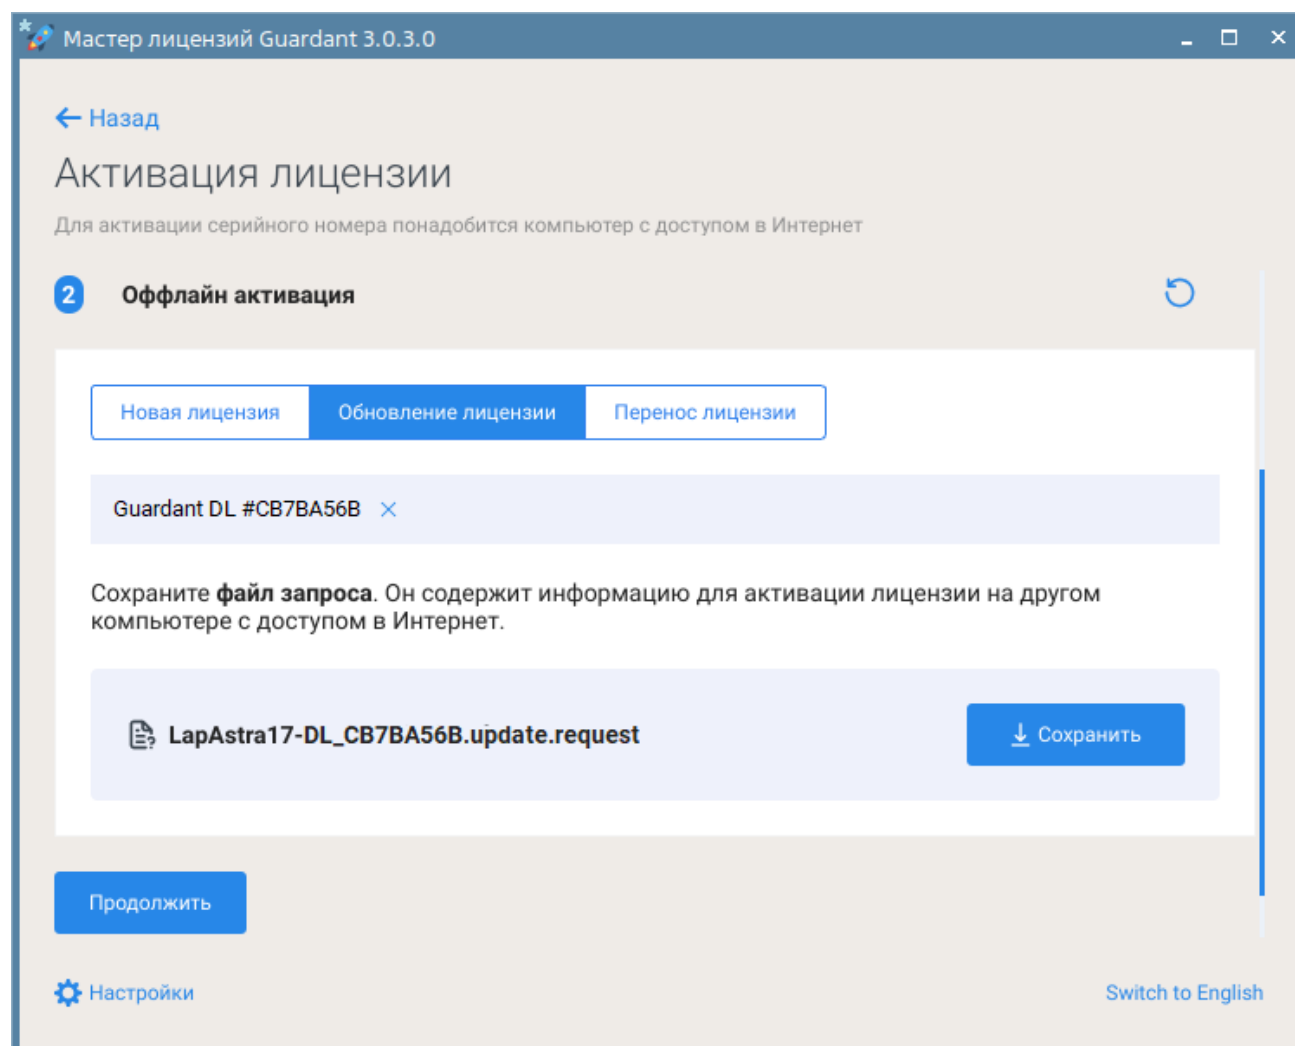 Мастер лицензий Guardant 3.0.3.0
Назад
Активация лицензии
Для активации серийного номера понадобится компьютер с доступом в Интернет
2 Оффлайн активация
Новая лицензия Обновление лицензии Перенос лицензии
Guardant DL #CB7BA56B
Сохраните файл запроса. Он содержит информацию для активации лицензии на другом
компьютере с доступом в Интернет.
LapAstra17-DL_CB7BA56B.update.request Сохранить
Продолжить
Настройки Switch to English